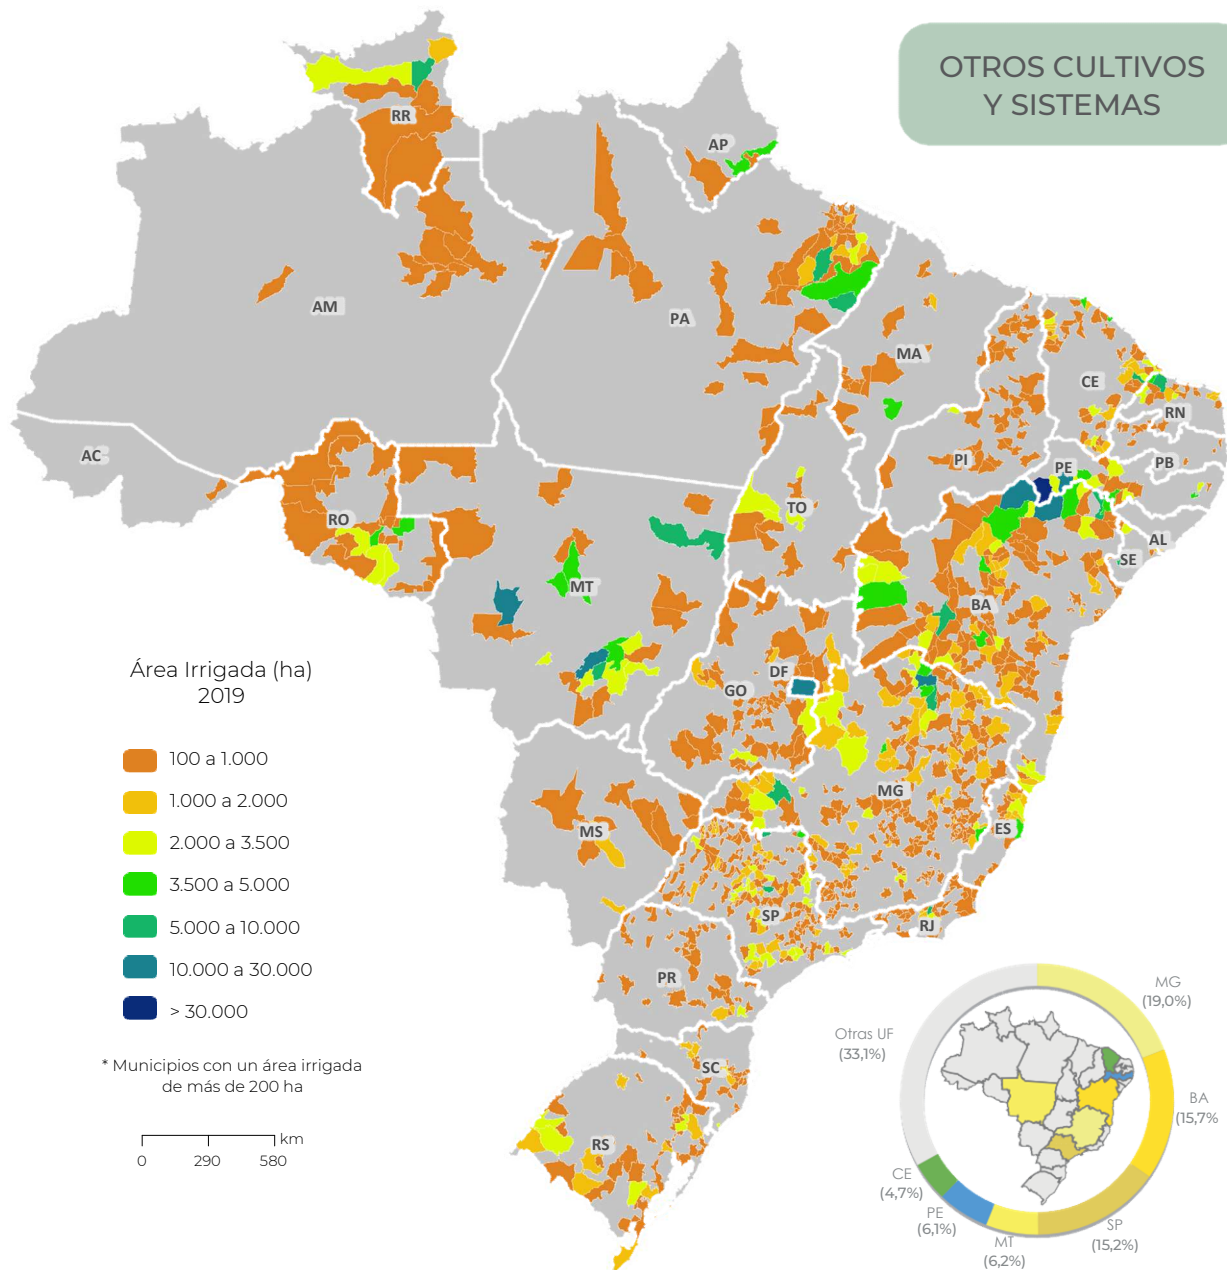 OTROS CULTIVOS
Y SISTEMAS
RR
AP
AM
PA
MA
CE
RN
PB
PE
PI
AC
RO
TO
AL
SE
MT
BA
DF
GO
MG
MS
ES
SP
RJ
PR
SC
RS
Área Irrigada (ha)
2019
100 a 1.000
1.000 a 2.000
2.000 a 3.500
3.500 a 5.000
5.000 a 10.000
10.000 a 30.000
> 30.000
* Municipios con un área irrigada
de más de 200 ha
km
0 290 580
MG
(19,0%)
Otras UF
(33,1%)
BA
(15,7%
CE
(4,7%)
PE
(6,1%)
MT
(6,2%)
SP
(15,2%)